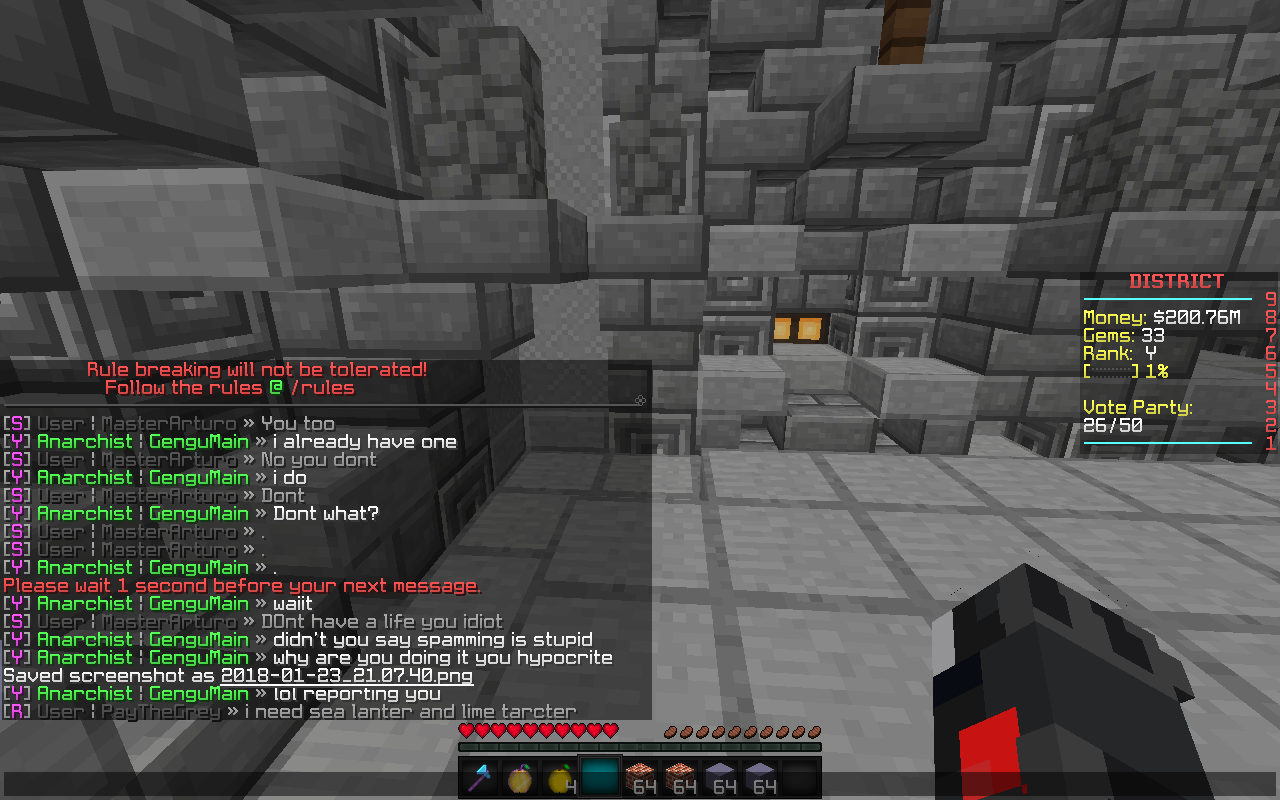 Rule breaking will not be tolerated!
Follow the rules @ /rules
[S] User ¦ MasterArturo » You too
[Y] Anarchist ¦ GenguMain » i already have one
[S] User ¦ MasterArturo » No you dont
[Y] Anarchist ¦ GenguMain » i do
[S] User ¦ MasterArturo » Dont
[Y] Anarchist ¦ GenguMain » Dont what?
[S] User ¦ MasterArturo » .
[S] User ¦ MasterArturo » .
[Y] Anarchist ¦ GenguMain » .
Please wait 1 second before your next message.
[Y] Anarchist ¦ GenguMain » waiit
[S] User ¦ MasterArturo » DOnt have a life you idiot
[Y] Anarchist ¦ GenguMain » didn't you say spamming is stupid
[Y] Anarchist ¦ GenguMain » why are you doing it you hypocrite
Saved screenshot as 2018-01-23_21.07.40.png
[Y] Anarchist ¦ GenguMain » lol reporting you
[R] User ¦ PayTheGrey » i need sea lanter and lime tarcter
DISTRICT
9
Money: $200.76M 8
Gems: 33 7
Rank: Y 6
[::::::::::] 1% 5
4
Vote Party: 3
26/50 2
1
4 64 64 64 64